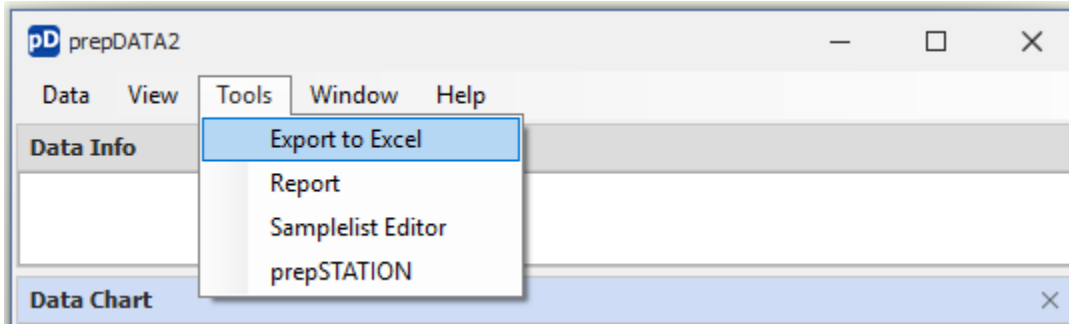 pD prepDATA2
Data View Tools Window Help
Data Info
Export to Excel
Report
Samplelist Editor
prepSTATION
Data Chart